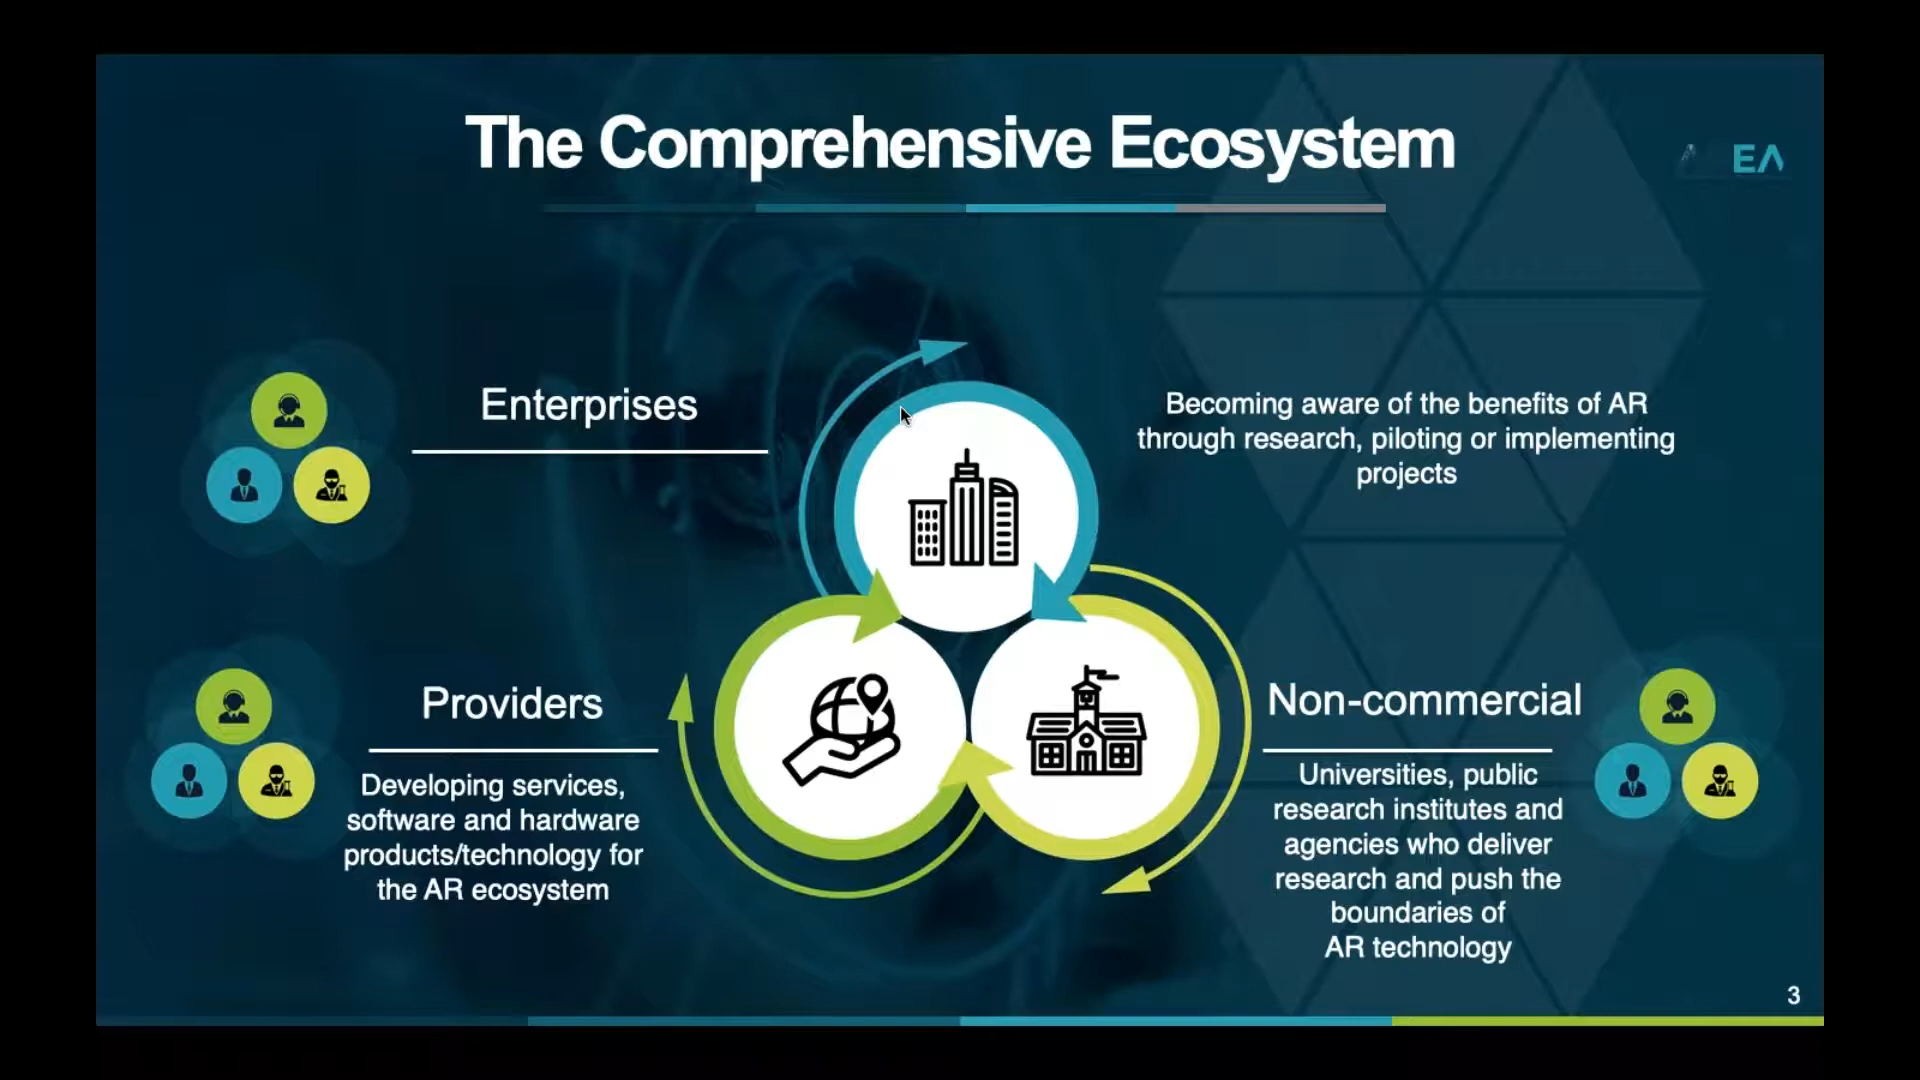 The Comprehensive Ecosystem
EA
Enterprises
Becoming aware of the benefits of AR
through research, piloting or implementing
projects
Providers
Developing services,
software and hardware
products/technology for
the AR ecosystem
Non-commercial
Universities, public
research institutes and
agencies who deliver
research and push the
boundaries of
AR technology
3